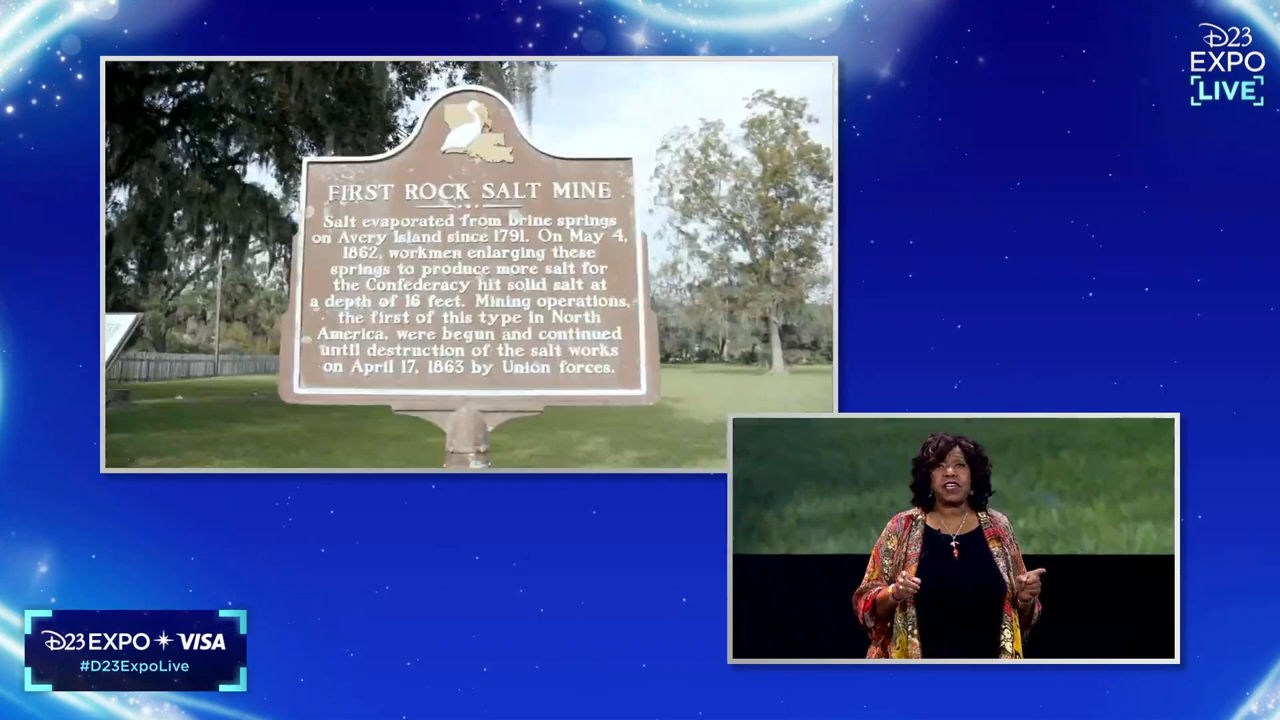 D23
EXPO
LIVE
FIRST ROCK SALT MINE
Salt evaporated from brine springs
on Avery Island since 1791. On May 4,
1862, workmen enlarging these
springs to produce more salt for
the Confederacy hit solid salt at
a depth of 16 feet. Mining operations,
the first of this type in North
America, were begun and continued
until destruction of the salt works
on April 17, 1863 by Union forces.
D23 EXPO VISA
#D23ExpoLive